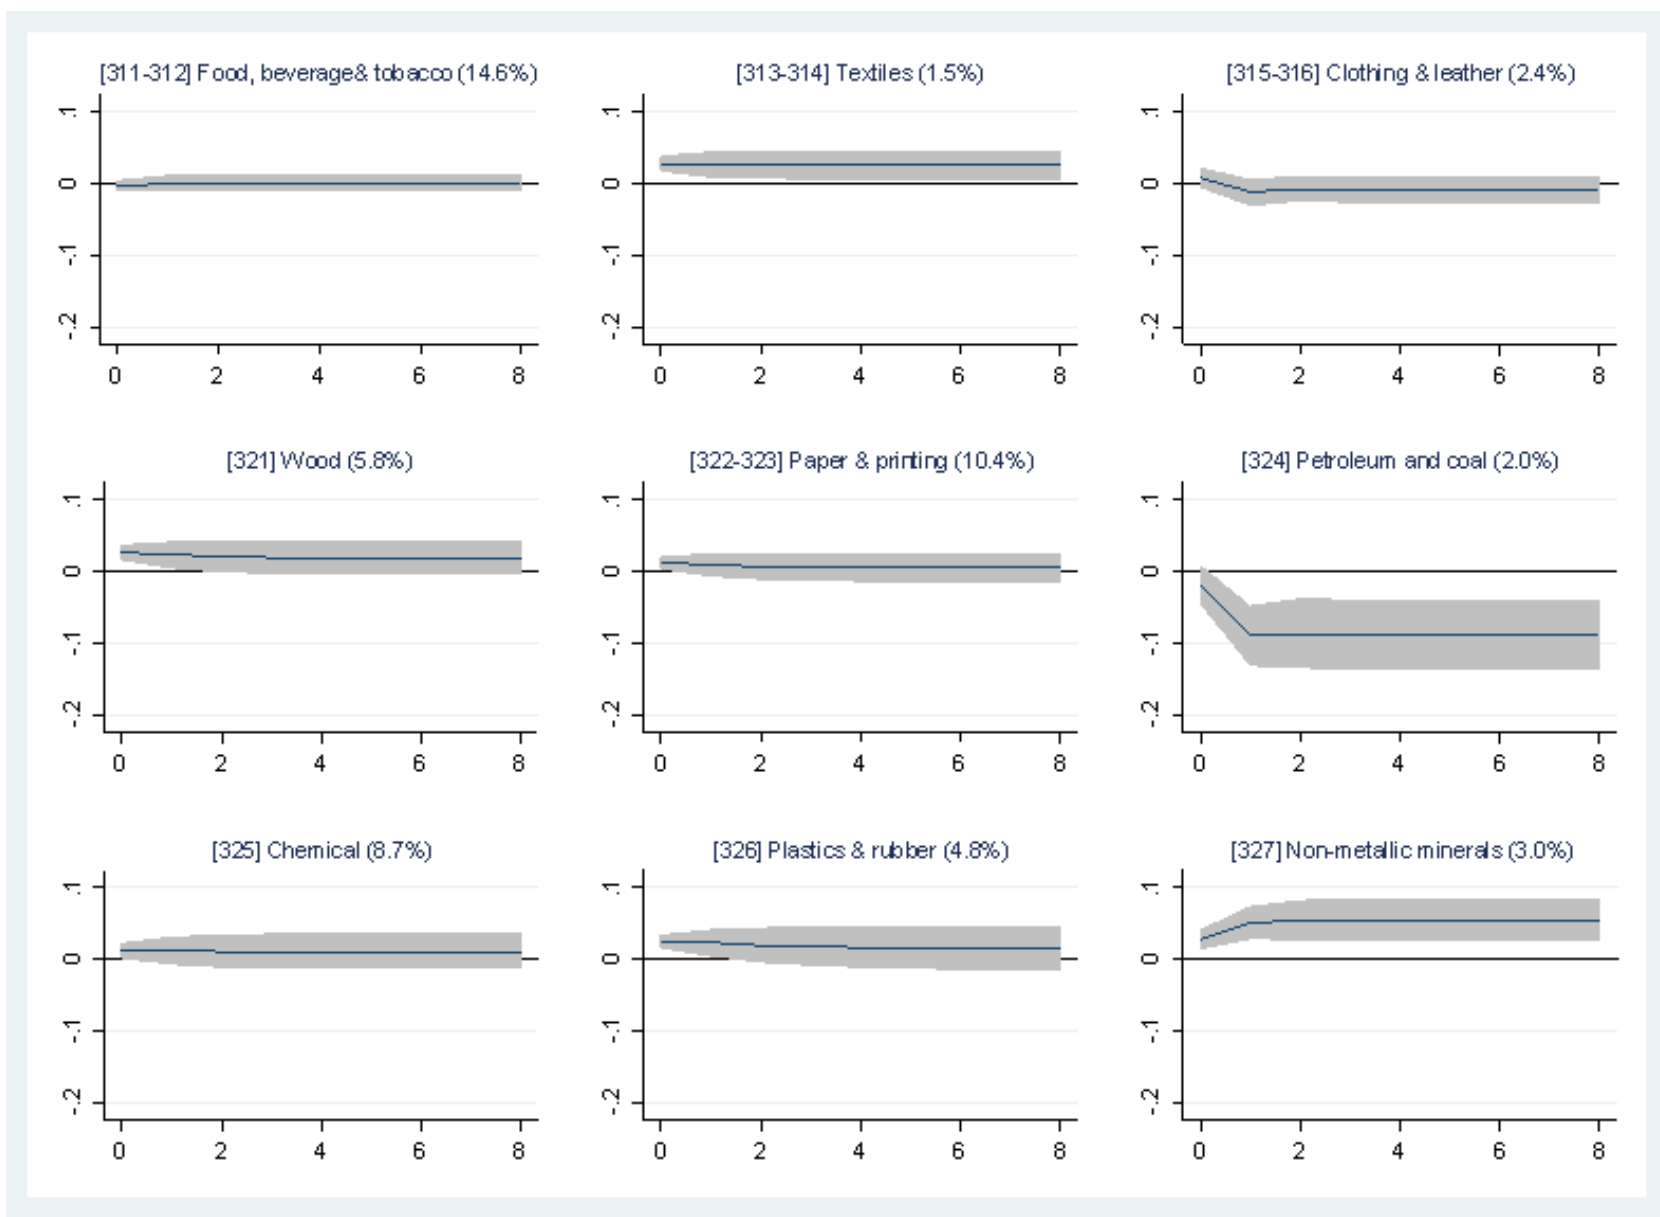 [311-312] Food, beverage& tobacco (14.6%)
[313-314] Textiles (1.5%)
[315-316] Clothing & leather (2.4%)
.1
0
-.1
-.2
0 2 4 6 8
.1
0
-.1
-.2
0 2 4 6 8
.1
0
-.1
-.2
0 2 4 6 8
[321] Wood (5.8%)
[322-323] Paper & printing (10.4%)
[324] Petroleum and coal (2.0%)
.1
0
-.1
-.2
0 2 4 6 8
.1
0
-.1
-.2
0 2 4 6 8
.1
0
-.1
-.2
0 2 4 6 8
[325] Chemical (8.7%)
[326] Plastics & rubber (4.8%)
[327] Non-metallic minerals (3.0%)
.1
0
-.1
-.2
0 2 4 6 8
.1
0
-.1
-.2
0 2 4 6 8
.1
0
-.1
-.2
0 2 4 6 8